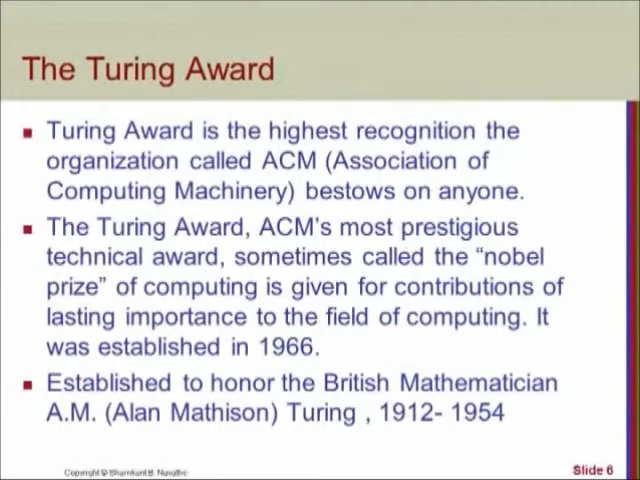 The Turing Award
Turing Award is the highest recognition the
organization called ACM (Association of
Computing Machinery) bestows on anyone.
The Turing Award, ACM's most prestigious
technical award, sometimes called the “nobel
prize” of computing is given for contributions of
lasting importance to the field of computing. It
was established in 1966.
Established to honor the British Mathematician
A.M. (Alan Mathison) Turing , 1912- 1954
Copyright © Shamkant B. Navathe
Slide 6